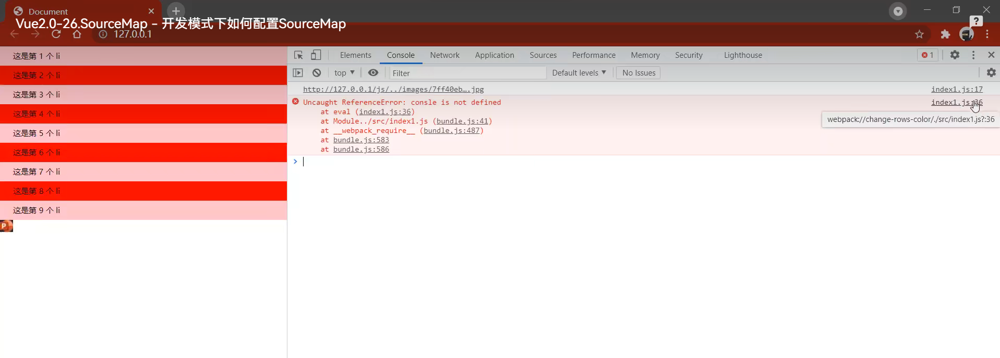 Document
Vue2.0-26.SourceMap - 开发模式下如何配置SourceMap
127.0.0.1
这是第 1 个 li
这是第 2 个 li
这是第 3 个 li
这是第 4 个 li
这是第 5 个 li
这是第 6 个 li
这是第 7 个 li
这是第 8 个 li
这是第 9 个 li
Elements Console Network Application Sources Performance Memory Security Lighthouse 1
top Filter Default levels No Issues
http://127.0.0.1/js/../images/7ff40eb….jpg index1.js:17
Uncaught ReferenceError: consle is not defined index1.js:36
at eval (index1.js:36)
at Module../src/index1.js (bundle.js:41)
at __webpack_require__ (bundle.js:487)
at bundle.js:583
at bundle.js:586
webpack://change-rows-color/./src/index1.js?:36